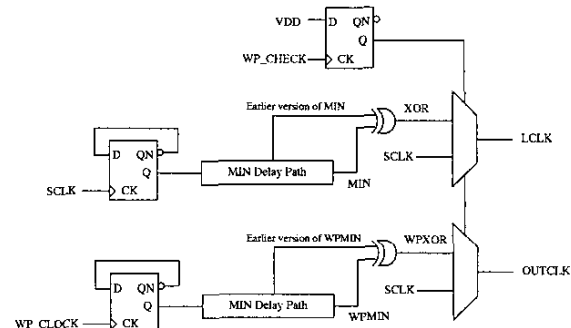 VDD
D QN
Q
WP_CHECK
CK
Earlier version of MIN
XOR
D QN
Q
LCLK
SCLK
MIN Delay Path
MIN
SCLK
CK
Earlier version of WPMIN
WPXOR
D QN
Q
OUTCLK
SCLK
MIN Delay Path
WPMIN
WP_CLOCK
CK